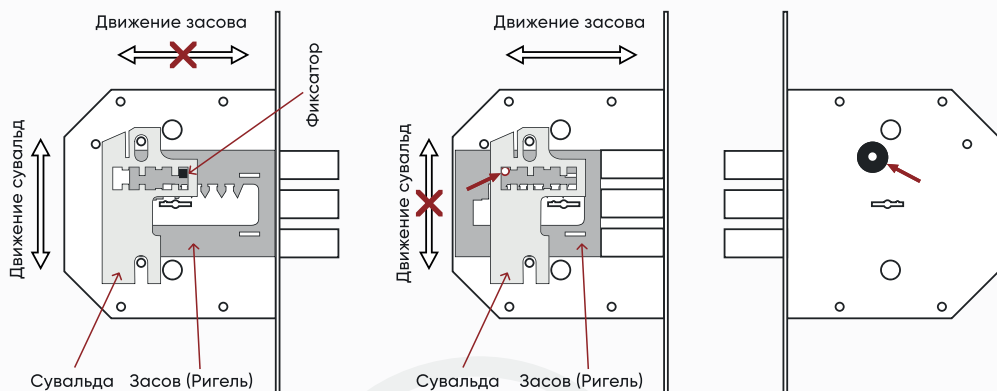 Движение засова
Фиксатор
Движение сувальд
Сувальда
Засов (Ригель)
Движение засова
Движение сувальд
Сувальда
Засов (Ригель)